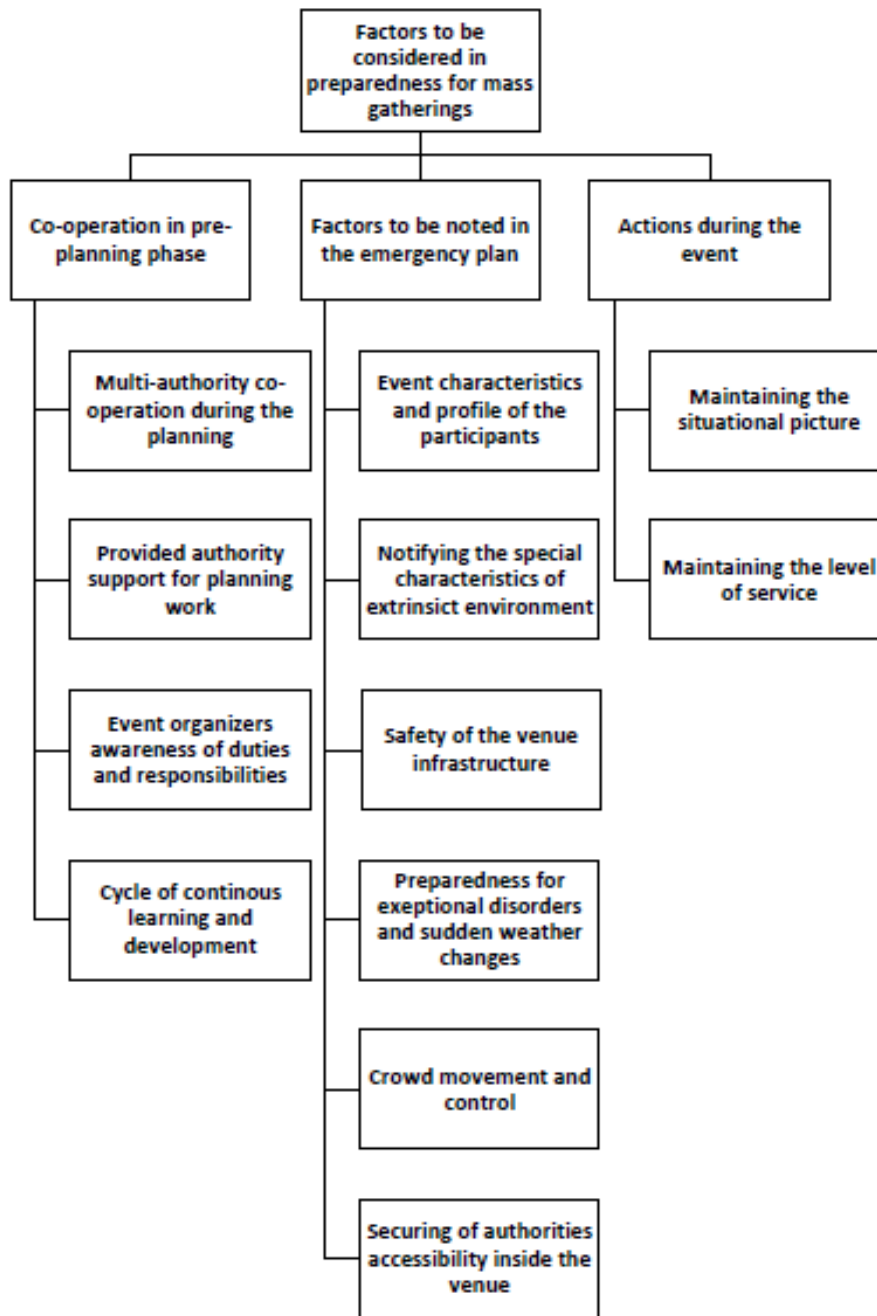 Factors to be
considered in
preparedness for mass
gatherings
Co-operation in pre-
planning phase
Factors to be noted in
the emergency plan
Actions during the
event
Multi-authority co-
operation during the
planning
Provided authority
support for planning
work
Event organizers
awareness of duties
and responsibilities
Cycle of continous
learning and
development
Event characteristics
and profile of the
participants
Notifying the special
characteristics of
extrinsict environment
Safety of the venue
infrastructure
Preparedness for
exeptional disorders
and sudden weather
changes
Crowd movement and
control
Securing of authorities
accessibility inside the
venue
Maintaining the
situational picture
Maintaining the level
of service